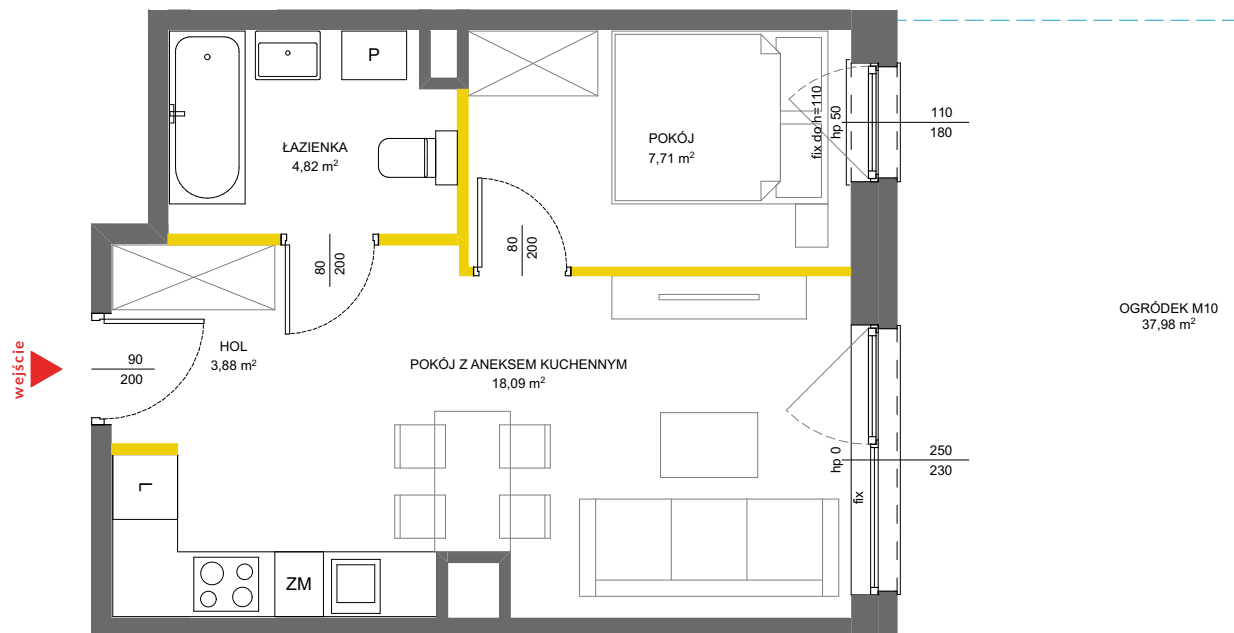 P
ŁAZIENKA
4,82 m²
POKÓJ
7,71 m²
fix do h=110
hp 50
110
180
80
200
80
200
OGRÓDEK M10
37,98 m²
wejście
90
200
HOL
3,88 m²
POKÓJ Z ANEKSEM KUCHENNYM
18,09 m²
hp 0
fix
250
230
L
ZM